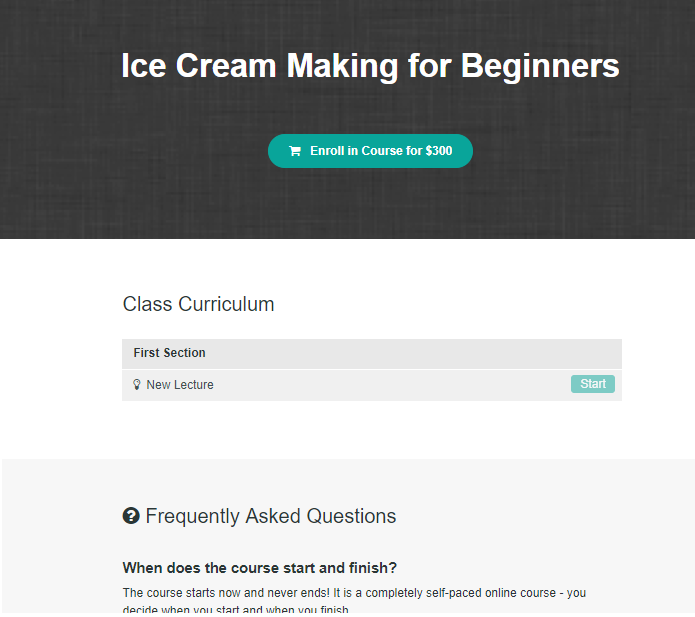 Ice Cream Making for Beginners
Enroll in Course for $300
Class Curriculum
First Section
New Lecture
Start
Frequently Asked Questions
When does the course start and finish?
The course starts now and never ends! It is a completely self-paced online course - you
decide when you start and when you finish